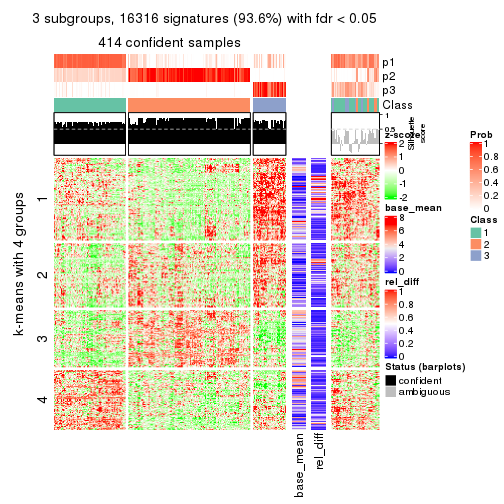 3 subgroups, 16316 signatures (93.6%) with fdr < 0.05
414 confident samples
p1
p2
p3
Class
1
0.5
0
Silhouette
score
k-means with 4 groups
1
2
3
4
base_mean
rel_diff
z-score
2
1
0
-1
-2
base_mean
8
6
4
2
0
rel_diff
1
0.8
0.6
0.4
0.2
0
Status (barplots)
confident
ambiguous
Prob
1
0.8
0.6
0.4
0.2
0
Class
1
2
3